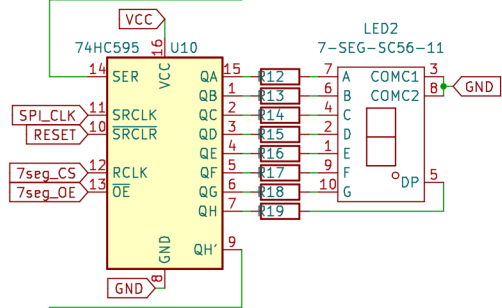 VCC
74HC595 U10
16
VCC
LED2
7-SEG-SC56-11
14 SER QA 15 R12 7 A COMC1 3
QB 1 R13 6 B COMC2 8 GND
SPI_CLK 11 SRCLK QC 2 R14 4 C
RESET 10 SRCLR QD 3 R15 2 D
QE 4 R16 1 E
7seg_CS 12 RCLK QF 5 R17 9 F
7seg_OE 13 OE QG 6 R18 10 G DP 5
QH 7 R19
QH' 9
GND
8
GND